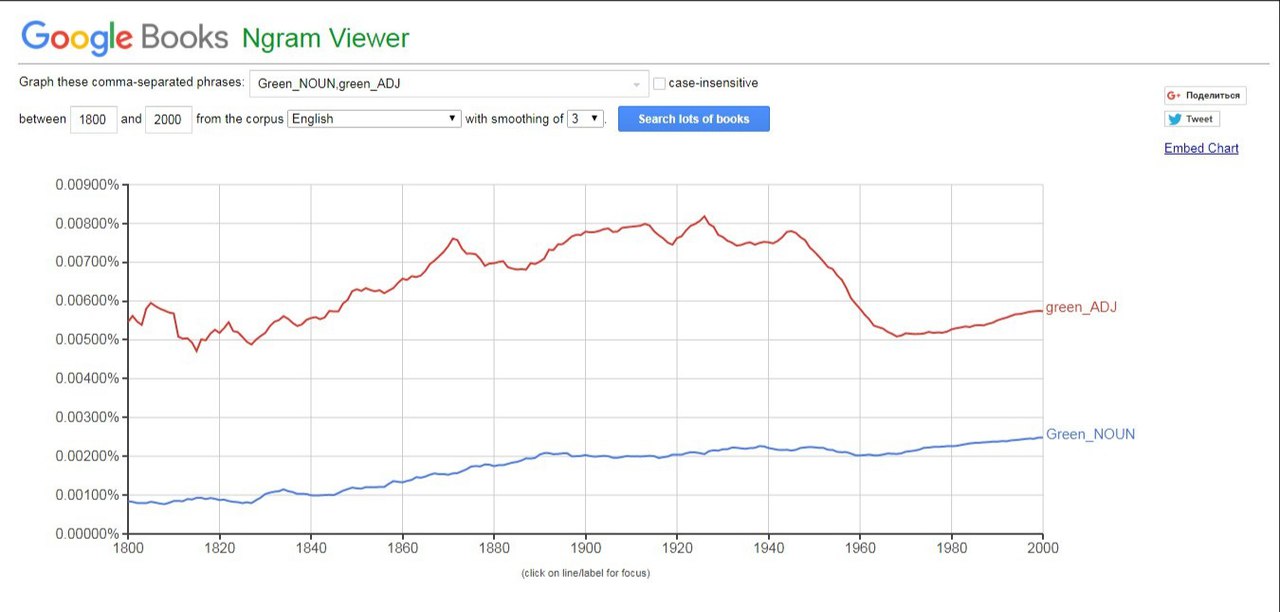 Google Books Ngram Viewer
Graph these comma-separated phrases: Green_NOUN,green_ADJ case-insensitive
between 1800 and 2000 from the corpus English with smoothing of 3 . Search lots of books
G+ Поделиться
Tweet
Embed Chart
0.00900%
0.00800%
0.00700%
0.00600%
0.00500%
0.00400%
0.00300%
0.00200%
0.00100%
0.00000%
green_ADJ
Green_NOUN
1800 1820 1840 1860 1880 1900 1920 1940 1960 1980 2000
(click on line/label for focus)